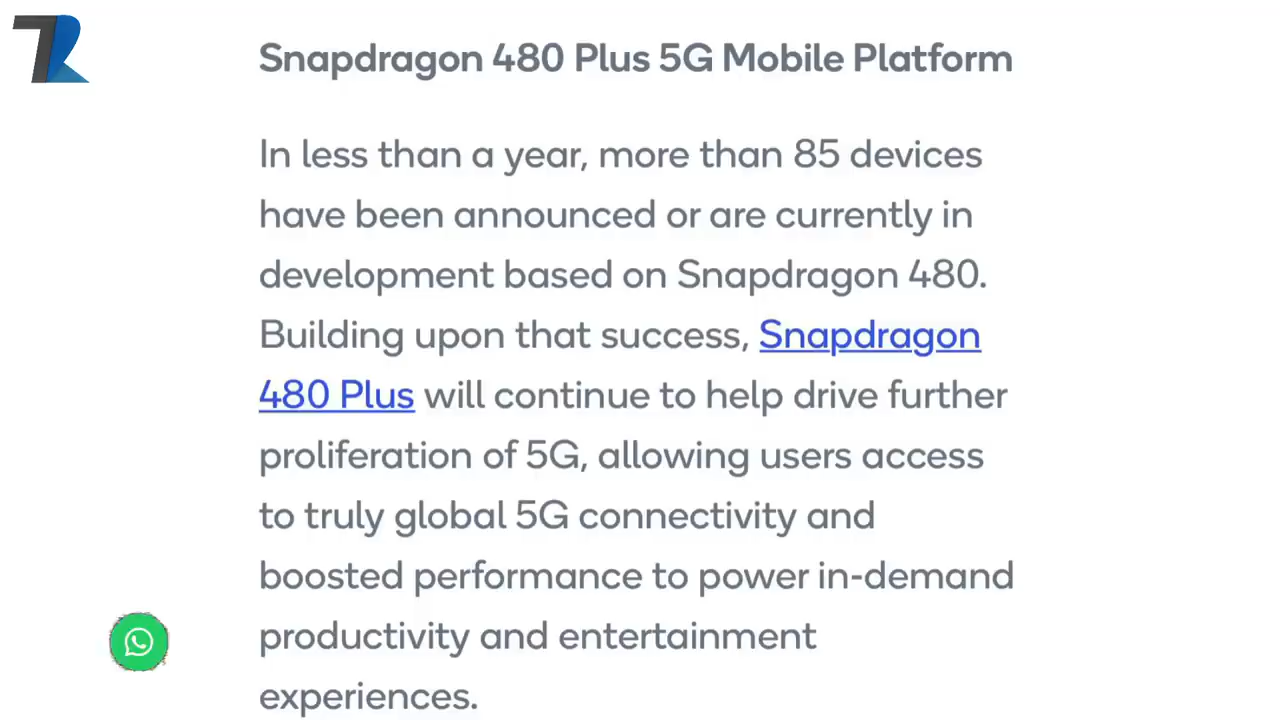 Snapdragon 480 Plus 5G Mobile Platform
In less than a year, more than 85 devices
have been announced or are currently in
development based on Snapdragon 480.
Building upon that success, Snapdragon
480 Plus will continue to help drive further
proliferation of 5G, allowing users access
to truly global 5G connectivity and
boosted performance to power in-demand
productivity and entertainment
experiences.